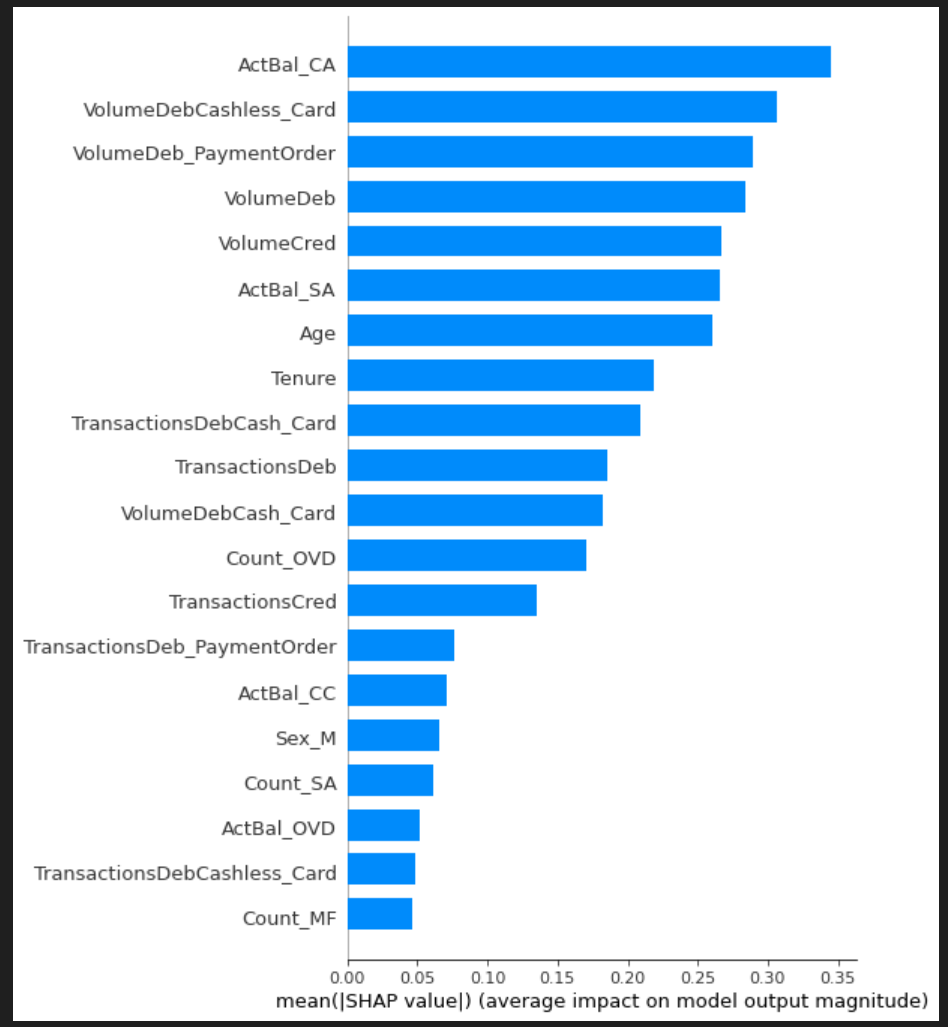 ActBal_CA
VolumeDebCashless_Card
VolumeDeb_PaymentOrder
VolumeDeb
VolumeCred
ActBal_SA
Age
Tenure
TransactionsDebCash_Card
TransactionsDeb
VolumeDebCash_Card
Count_OVD
TransactionsCred
TransactionsDeb_PaymentOrder
ActBal_CC
Sex_M
Count_SA
ActBal_OVD
TransactionsDebCashless_Card
Count_MF
0.00 0.05 0.10 0.15 0.20 0.25 0.30 0.35
mean(|SHAP value|) (average impact on model output magnitude)